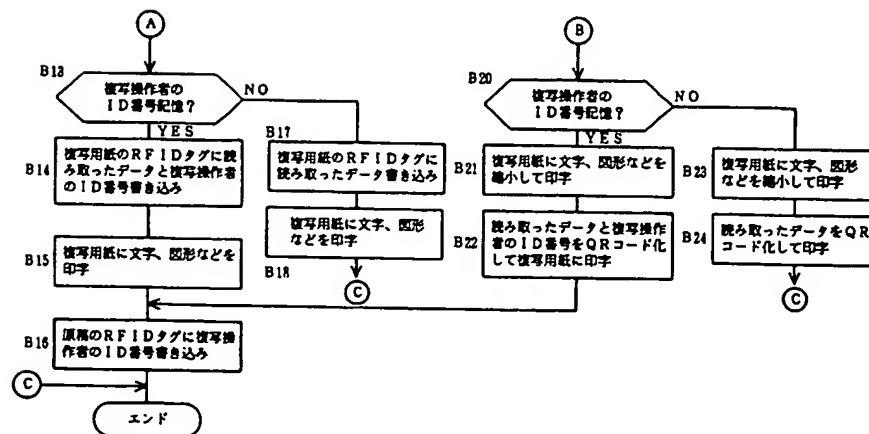 A
B13
複写操作者の
ID番号記憶?
NO
YES
B14
複写用紙のRFIDタグに読
み取ったデータと複写操作者
のID番号書き込み
B15
複写用紙に文字、図形などを
印字
B16
原稿のRFIDタグに複写操
作者のID番号書き込み
C
エンド
B17
複写用紙のRFIDタグに
読み取ったデータ書き込み
複写用紙に文字、図形
などを印字
B18
C
B
B20
複写操作者の
ID番号記憶?
NO
YES
B21
複写用紙に文字、図形などを
縮小して印字
B22
読み取ったデータと複写操作
者のID番号をQRコード化
して複写用紙に印字
B23
複写用紙に文字、図形
などを縮小して印字
B24
読み取ったデータをQR
コード化して印字
C